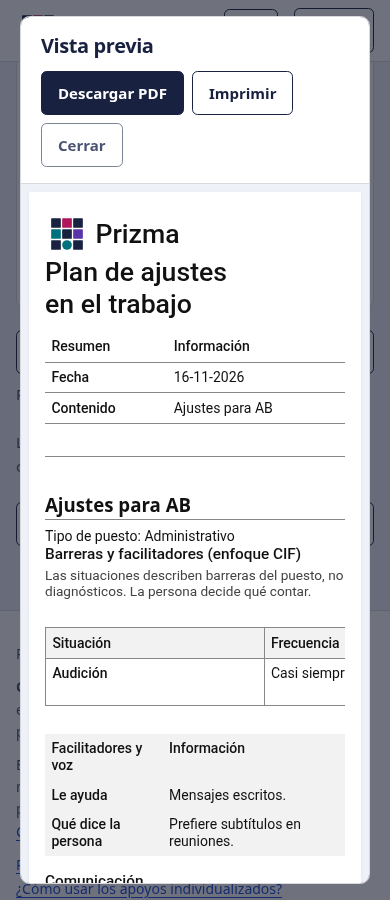 Vista previa
Descargar PDF
Imprimir
Cerrar
Prizma
Plan de ajustes
en el trabajo
Resumen Información
Fecha 16-11-2026
Contenido Ajustes para AB
Ajustes para AB
Tipo de puesto: Administrativo
Barreras y facilitadores (enfoque CIF)
Las situaciones describen barreras del puesto, no
diagnósticos. La persona decide qué contar.
Situación Frecuencia
Audición Casi siempr
Facilitadores y Información
voz
Le ayuda Mensajes escritos.
Qué dice la Prefiere subtítulos en
persona reuniones.
Comunicación
¿Cómo usar los apoyos individualizados?